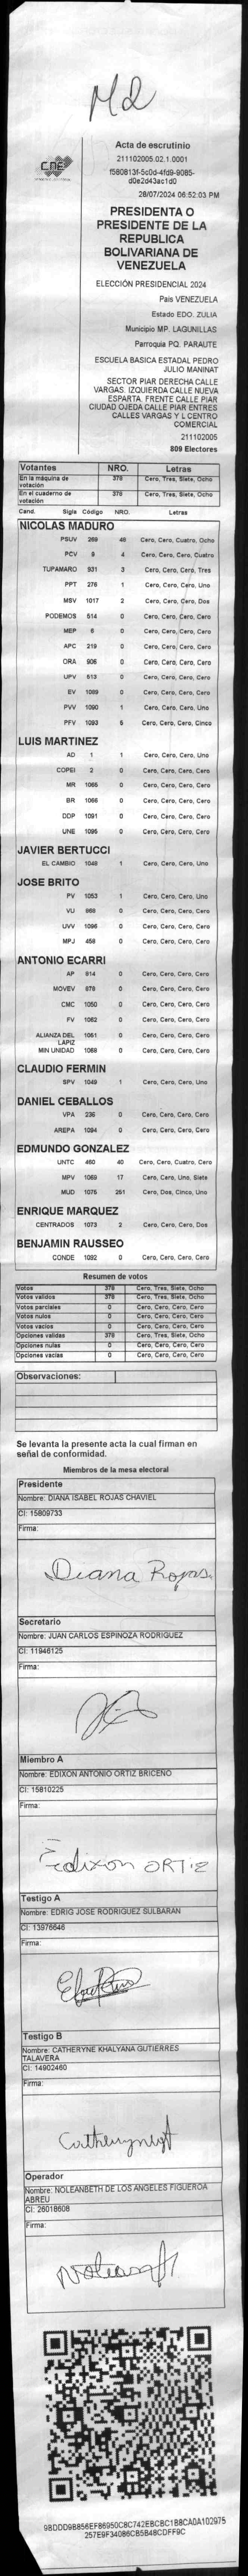 M2
CNE
Acta de escrutinio
211102005.02.1.0001
f580813f-5c0d-4fd9-9085-
d0e2d43ac1d0
28/07/2024 06:52:03 PM
PRESIDENTA O
PRESIDENTE DE LA
REPUBLICA
BOLIVARIANA DE
VENEZUELA
ELECCIÓN PRESIDENCIAL 2024
Pais VENEZUELA
Estado EDO. ZULIA
Municipio MP. LAGUNILLAS
Parroquia PQ. PARAUTE
ESCUELA BASICA ESTADAL PEDRO
JULIO MANINAT
SECTOR PIAR DERECHA CALLE
VARGAS. IZQUIERDA CALLE NUEVA
ESPARTA. FRENTE CALLE PIAR
CIUDAD OJEDA CALLE PIAR ENTRES
CALLES VARGAS Y L CENTRO
COMERCIAL
211102005
809 Electores
Votantes NRO. Letras
En la máquina de votación 378 Cero, Tres, Siete, Ocho
En el cuaderno de votación 378 Cero, Tres, Siete, Ocho
Cand. Sigla Código NRO. Letras
NICOLAS MADURO
PSUV 269 48 Cero, Cero, Cuatro, Ocho
PCV 9 4 Cero, Cero, Cero, Cuatro
TUPAMARO 931 3 Cero, Cero, Cero, Tres
PPT 276 1 Cero, Cero, Cero, Uno
MSV 1017 2 Cero, Cero, Cero, Dos
PODEMOS 514 0 Cero, Cero, Cero, Cero
MEP 6 0 Cero, Cero, Cero, Cero
APC 219 0 Cero, Cero, Cero, Cero
ORA 906 0 Cero, Cero, Cero, Cero
UPV 513 0 Cero, Cero, Cero, Cero
EV 1089 0 Cero, Cero, Cero, Cero
PVV 1090 1 Cero, Cero, Cero, Uno
PFV 1093 5 Cero, Cero, Cero, Cinco
LUIS MARTINEZ
AD 1 1 Cero, Cero, Cero, Uno
COPEI 2 0 Cero, Cero, Cero, Cero
MR 1065 0 Cero, Cero, Cero, Cero
BR 1066 0 Cero, Cero, Cero, Cero
DDP 1091 0 Cero, Cero, Cero, Cero
UNE 1095 0 Cero, Cero, Cero, Cero
JAVIER BERTUCCI
EL CAMBIO 1048 1 Cero, Cero, Cero, Uno
JOSE BRITO
PV 1053 1 Cero, Cero, Cero, Uno
VU 868 0 Cero, Cero, Cero, Cero
UVV 1096 0 Cero, Cero, Cero, Cero
MPJ 458 0 Cero, Cero, Cero, Cero
ANTONIO ECARRI
AP 914 0 Cero, Cero, Cero, Cero
MOVEV 878 0 Cero, Cero, Cero, Cero
CMC 1050 0 Cero, Cero, Cero, Cero
FV 1062 0 Cero, Cero, Cero, Cero
ALIANZA DEL LAPIZ 1061 0 Cero, Cero, Cero, Cero
MIN UNIDAD 1068 0 Cero, Cero, Cero, Cero
CLAUDIO FERMIN
SPV 1049 1 Cero, Cero, Cero, Uno
DANIEL CEBALLOS
VPA 236 0 Cero, Cero, Cero, Cero
AREPA 1094 0 Cero, Cero, Cero, Cero
EDMUNDO GONZALEZ
UNTC 460 40 Cero, Cero, Cuatro, Cero
MPV 1069 17 Cero, Cero, Uno, Siete
MUD 1075 251 Cero, Dos, Cinco, Uno
ENRIQUE MARQUEZ
CENTRADOS 1073 2 Cero, Cero, Cero, Dos
BENJAMIN RAUSSEO
CONDE 1092 0 Cero, Cero, Cero, Cero
Resumen de votos
Votos 378 Cero, Tres, Siete, Ocho
Votos validos 378 Cero, Tres, Siete, Ocho
Votos parciales 0 Cero, Cero, Cero, Cero
Votos nulos 0 Cero, Cero, Cero, Cero
Votos vacios 0 Cero, Cero, Cero, Cero
Opciones validas 378 Cero, Tres, Siete, Ocho
Opciones nulas 0 Cero, Cero, Cero, Cero
Opciones vacias 0 Cero, Cero, Cero, Cero
Observaciones:
Se levanta la presente acta la cual firman en
señal de conformidad.
Miembros de la mesa electoral
Presidente
Nombre: DIANA ISABEL ROJAS CHAVIEL
CI: 15809733
Firma:
Diana Rojas
Secretario
Nombre: JUAN CARLOS ESPINOZA RODRIGUEZ
CI: 11946125
Firma:
Miembro A
Nombre: EDIXON ANTONIO ORTIZ BRICENO
CI: 15810225
Firma:
Edixon ORTIZ
Testigo A
Nombre: EDRIG JOSE RODRIGUEZ SULBARAN
CI: 13976646
Firma:
Testigo B
Nombre: CATHERYNE KHALYANA GUTIERRES
TALAVERA
CI: 14902460
Firma:
Operador
Nombre: NOLEANBETH DE LOS ANGELES FIGUEROA
ABREU
CI: 26018608
Firma:
9BDDD9B856EF86950C8C742EBCBC1B8CA0A102975
257E9F34086CB5B48CDFF9C